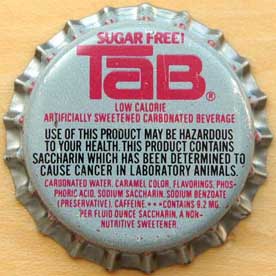 SUGAR FREE!
TaB®
LOW CALORIE
ARTIFICIALLY SWEETENED CARBONATED BEVERAGE
USE OF THIS PRODUCT MAY BE HAZARDOUS
TO YOUR HEALTH. THIS PRODUCT CONTAINS
SACCHARIN WHICH HAS BEEN DETERMINED TO
CAUSE CANCER IN LABORATORY ANIMALS.
CARBONATED WATER, CARAMEL COLOR, FLAVORINGS, PHOS-
PHORIC ACID, SODIUM SACCHARIN, SODIUM BENZOATE
(PRESERVATIVE), CAFFEINE. • • •CONTAINS 9.2 MG.
PER FLUID OUNCE SACCHARIN, A NON-
NUTRITIVE SWEETENER.